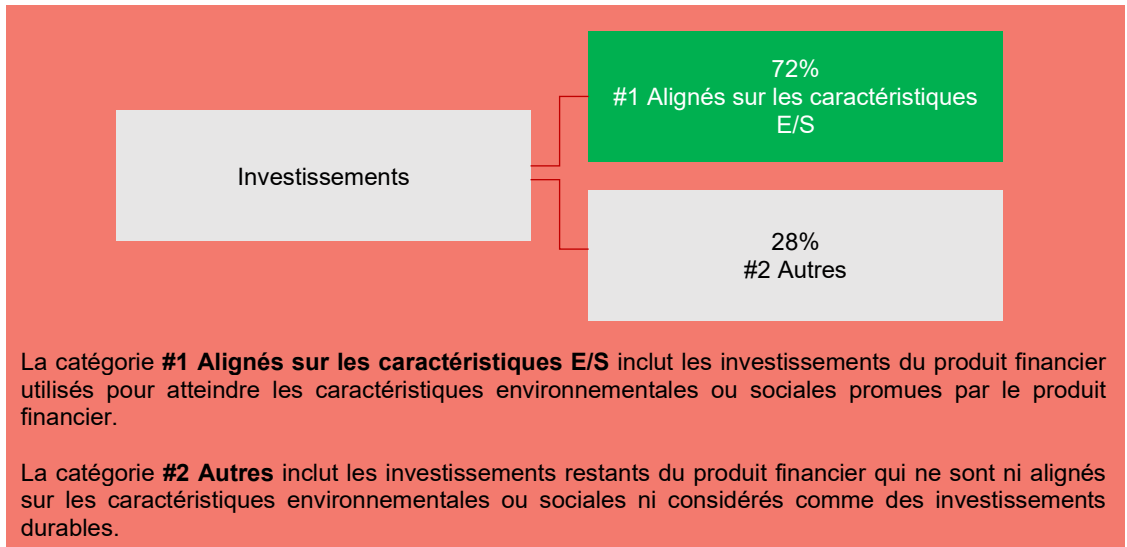 72%
#1 Alignés sur les caractéristiques
E/S
Investissements
28%
#2 Autres
La catégorie #1 Alignés sur les caractéristiques E/S inclut les investissements du produit financier
utilisés pour atteindre les caractéristiques environnementales ou sociales promues par le produit
financier.
La catégorie #2 Autres inclut les investissements restants du produit financier qui ne sont ni alignés
sur les caractéristiques environnementales ou sociales ni considérés comme des investissements
durables.